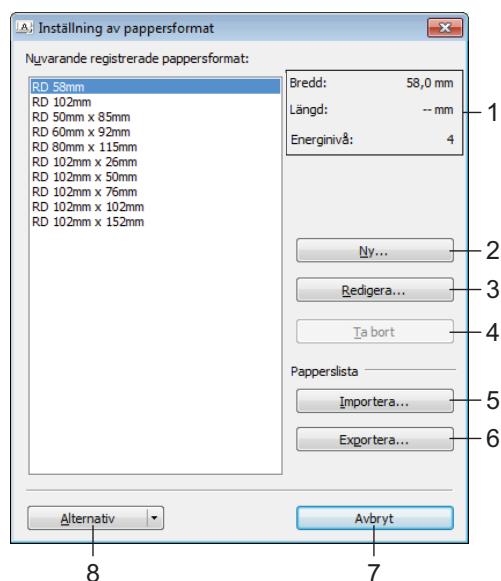 Inställning av pappersformat
Nuvarande registrerade pappersformat:
RD 58mm
RD 102mm
RD 50mm x 85mm
RD 60mm x 92mm
RD 80mm x 115mm
RD 102mm x 26mm
RD 102mm x 50mm
RD 102mm x 76mm
RD 102mm x 102mm
RD 102mm x 152mm
Bredd: 58,0 mm
Längd: -- mm
Energinivå: 4
1
Ny... 2
Redigera... 3
Ta bort 4
Papperslista
Importera... 5
Exportera... 6
Alternativ
Avbryt
8
7